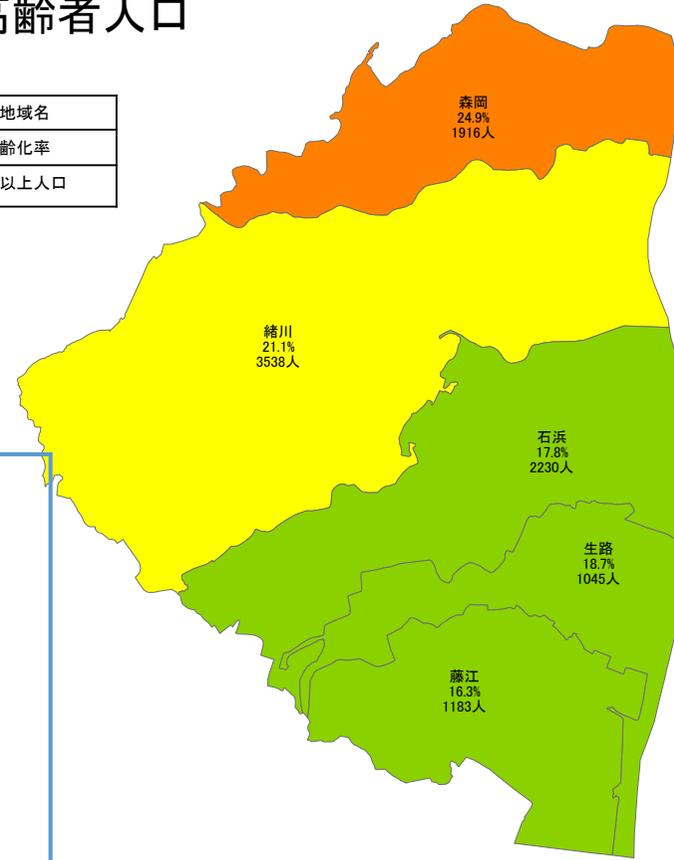 高齢者人口
地域名
齢化率
以上人口
森岡
24.9%
1916人
緒川
21.1%
3538人
石浜
17.8%
2230人
生路
18.7%
1045人
藤江
16.3%
1183人